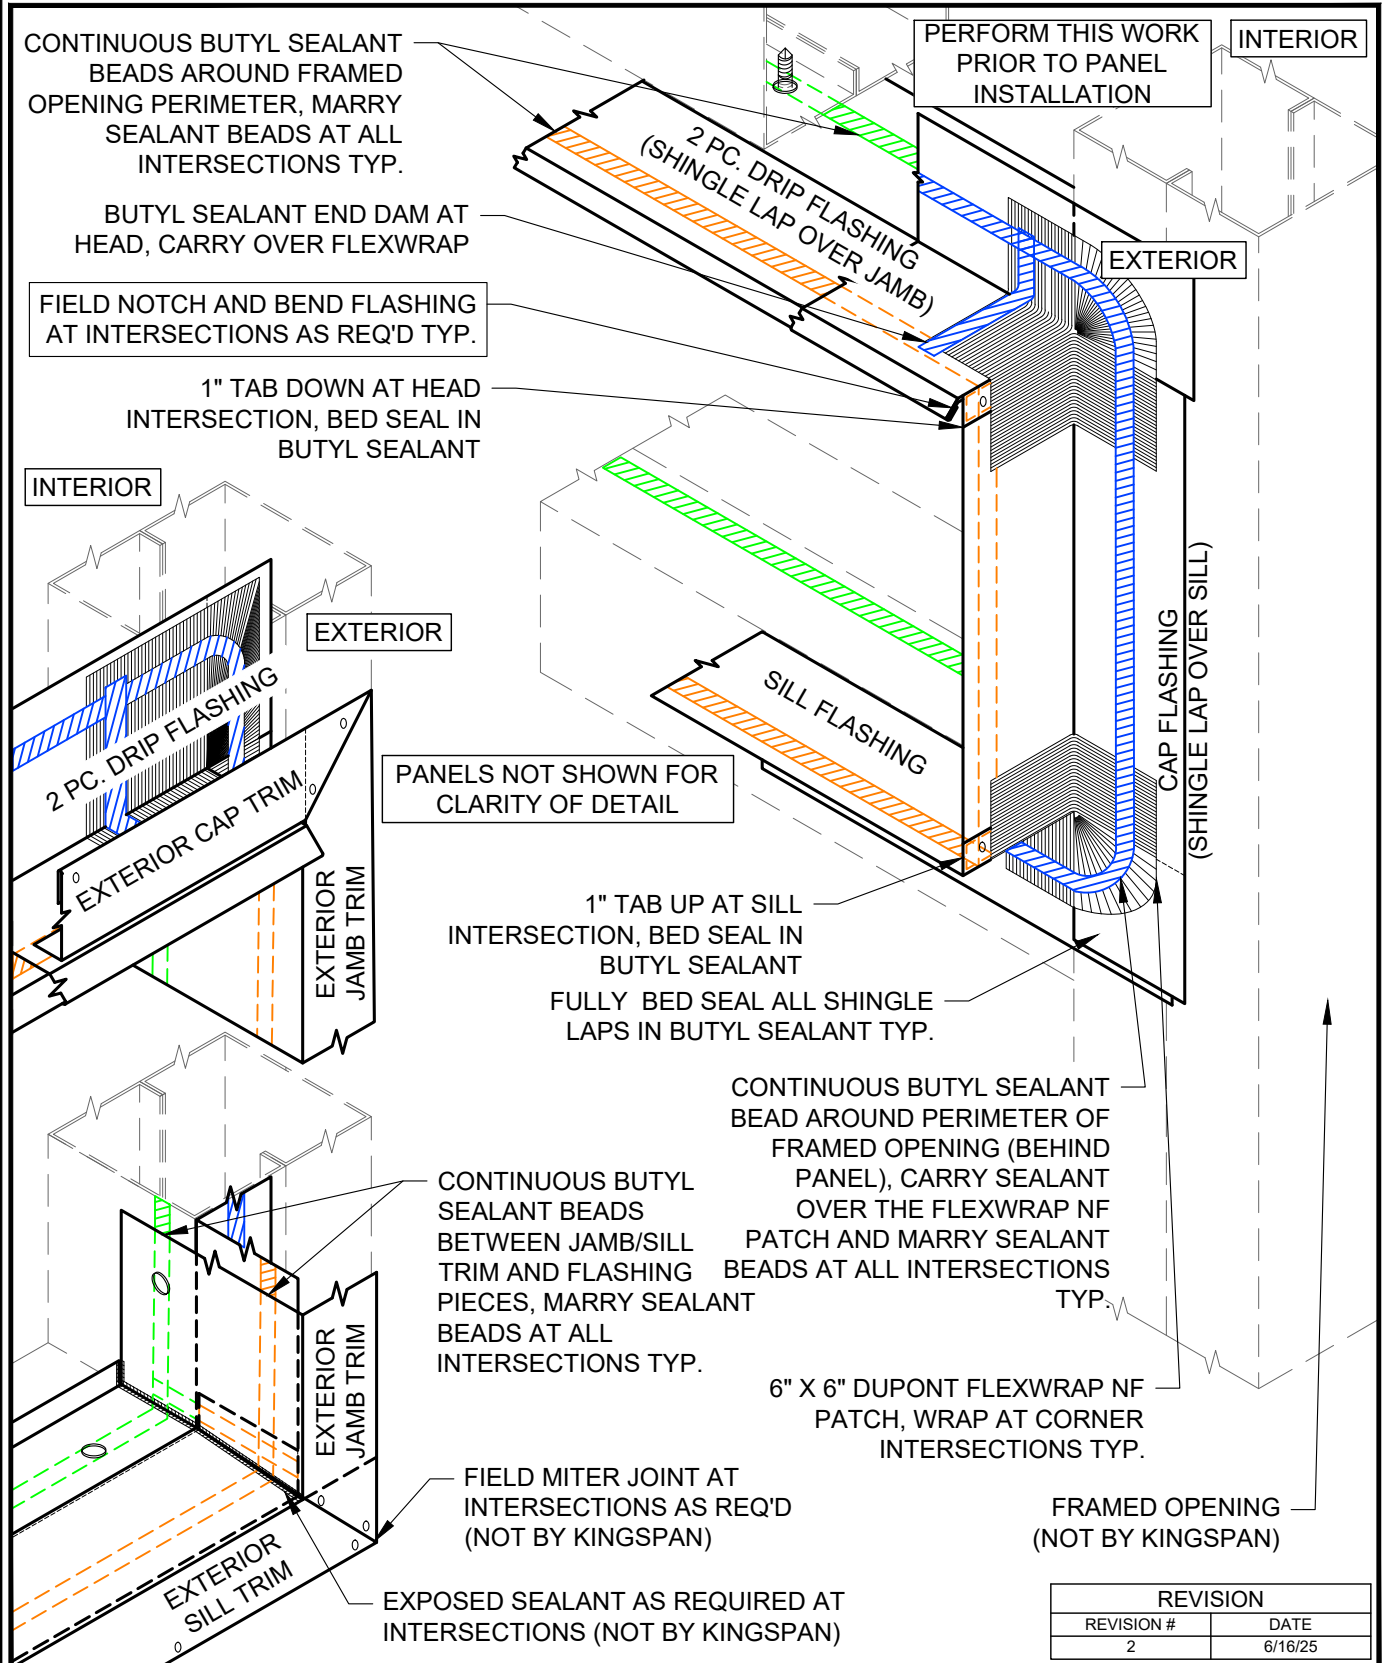 CONTINUOUS BUTYL SEALANT
BEADS AROUND FRAMED
OPENING PERIMETER, MARRY
SEALANT BEADS AT ALL
INTERSECTIONS TYP.
PERFORM THIS WORK
PRIOR TO PANEL
INSTALLATION
INTERIOR
2 PC. DRIP FLASHING
(SHINGLE LAP OVER JAMB)
BUTYL SEALANT END DAM AT
HEAD, CARRY OVER FLEXWRAP
EXTERIOR
FIELD NOTCH AND BEND FLASHING
AT INTERSECTIONS AS REQ'D TYP.
1" TAB DOWN AT HEAD
INTERSECTION, BED SEAL IN
BUTYL SEALANT
INTERIOR
EXTERIOR
2 PC. DRIP FLASHING
EXTERIOR CAP TRIM
EXTERIOR
JAMB TRIM
PANELS NOT SHOWN FOR
CLARITY OF DETAIL
SILL FLASHING
CAP FLASHING
(SHINGLE LAP OVER SILL)
1" TAB UP AT SILL
INTERSECTION, BED SEAL IN
BUTYL SEALANT
FULLY BED SEAL ALL SHINGLE
LAPS IN BUTYL SEALANT TYP.
CONTINUOUS BUTYL SEALANT
BEAD AROUND PERIMETER OF
FRAMED OPENING (BEHIND
PANEL), CARRY SEALANT
OVER THE FLEXWRAP NF
PATCH AND MARRY SEALANT
BEADS AT ALL INTERSECTIONS
TYP.
CONTINUOUS BUTYL
SEALANT BEADS
BETWEEN JAMB/SILL
TRIM AND FLASHING
PIECES, MARRY SEALANT
BEADS AT ALL
INTERSECTIONS TYP.
EXTERIOR
JAMB TRIM
6" X 6" DUPONT FLEXWRAP NF
PATCH, WRAP AT CORNER
INTERSECTIONS TYP.
FIELD MITER JOINT AT
INTERSECTIONS AS REQ'D
(NOT BY KINGSPAN)
FRAMED OPENING
(NOT BY KINGSPAN)
EXTERIOR
SILL TRIM
EXPOSED SEALANT AS REQUIRED AT
INTERSECTIONS (NOT BY KINGSPAN)
REVISION
REVISION # DATE
2 6/16/25